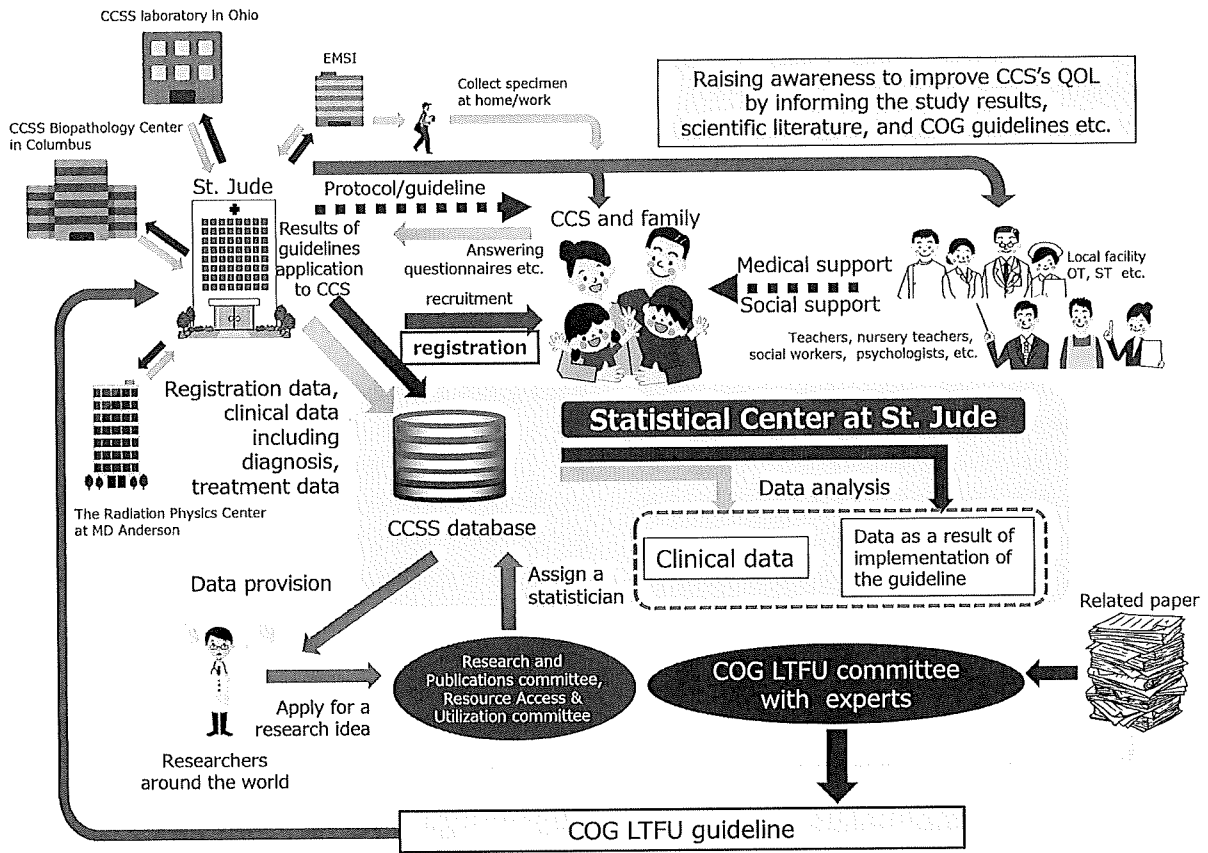 CCSS laboratory in Ohio
EMSI
Collect specimen
at home/work
Raising awareness to improve CCS's QOL
by informing the study results,
scientific literature, and COG guidelines etc.
CCSS Biopathology Center
in Columbus
St. Jude
Protocol/guideline
Results of
guidelines
application
to CCS
CCS and family
Answering
questionnaires etc.
recruitment
registration
Medical support
Social support
Local facility
OT, ST etc.
Teachers, nursery teachers,
social workers, psychologists, etc.
Registration data,
clinical data
including
diagnosis,
treatment data
The Radiation Physics Center
at MD Anderson
Statistical Center at St. Jude
Data analysis
CCSS database
Clinical data
Data as a result of
implementation of
the guideline
Data provision
Assign a
statistician
Related paper
Research and
Publications committee,
Resource Access &
Utilization committee
COG LTFU committee
with experts
Apply for a
research idea
Researchers
around the world
COG LTFU guideline